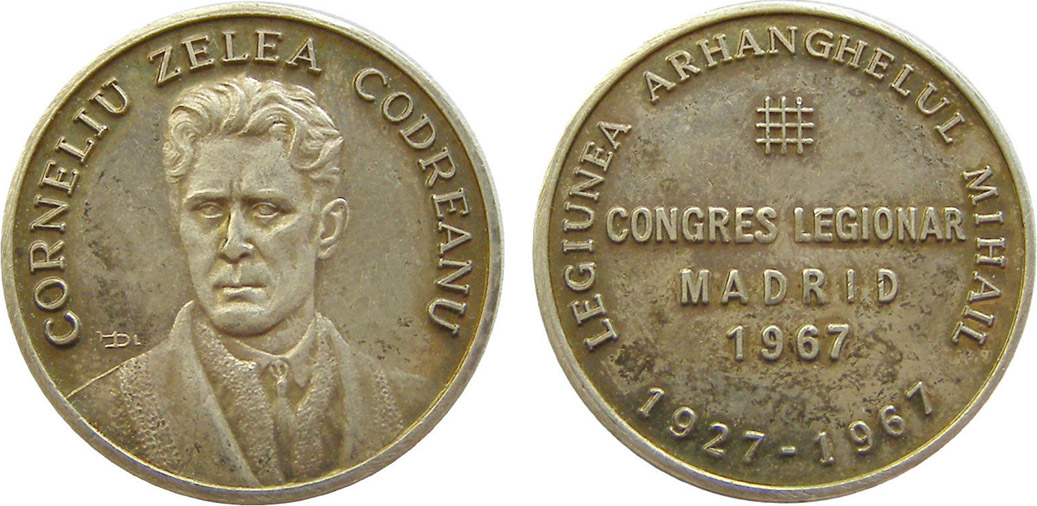 CORNELIU ZELEA CODREANU
LEGIUNEA ARHANGHELUL MIHAIL
CONGRES LEGIONAR
MADRID
1967
1927-1967